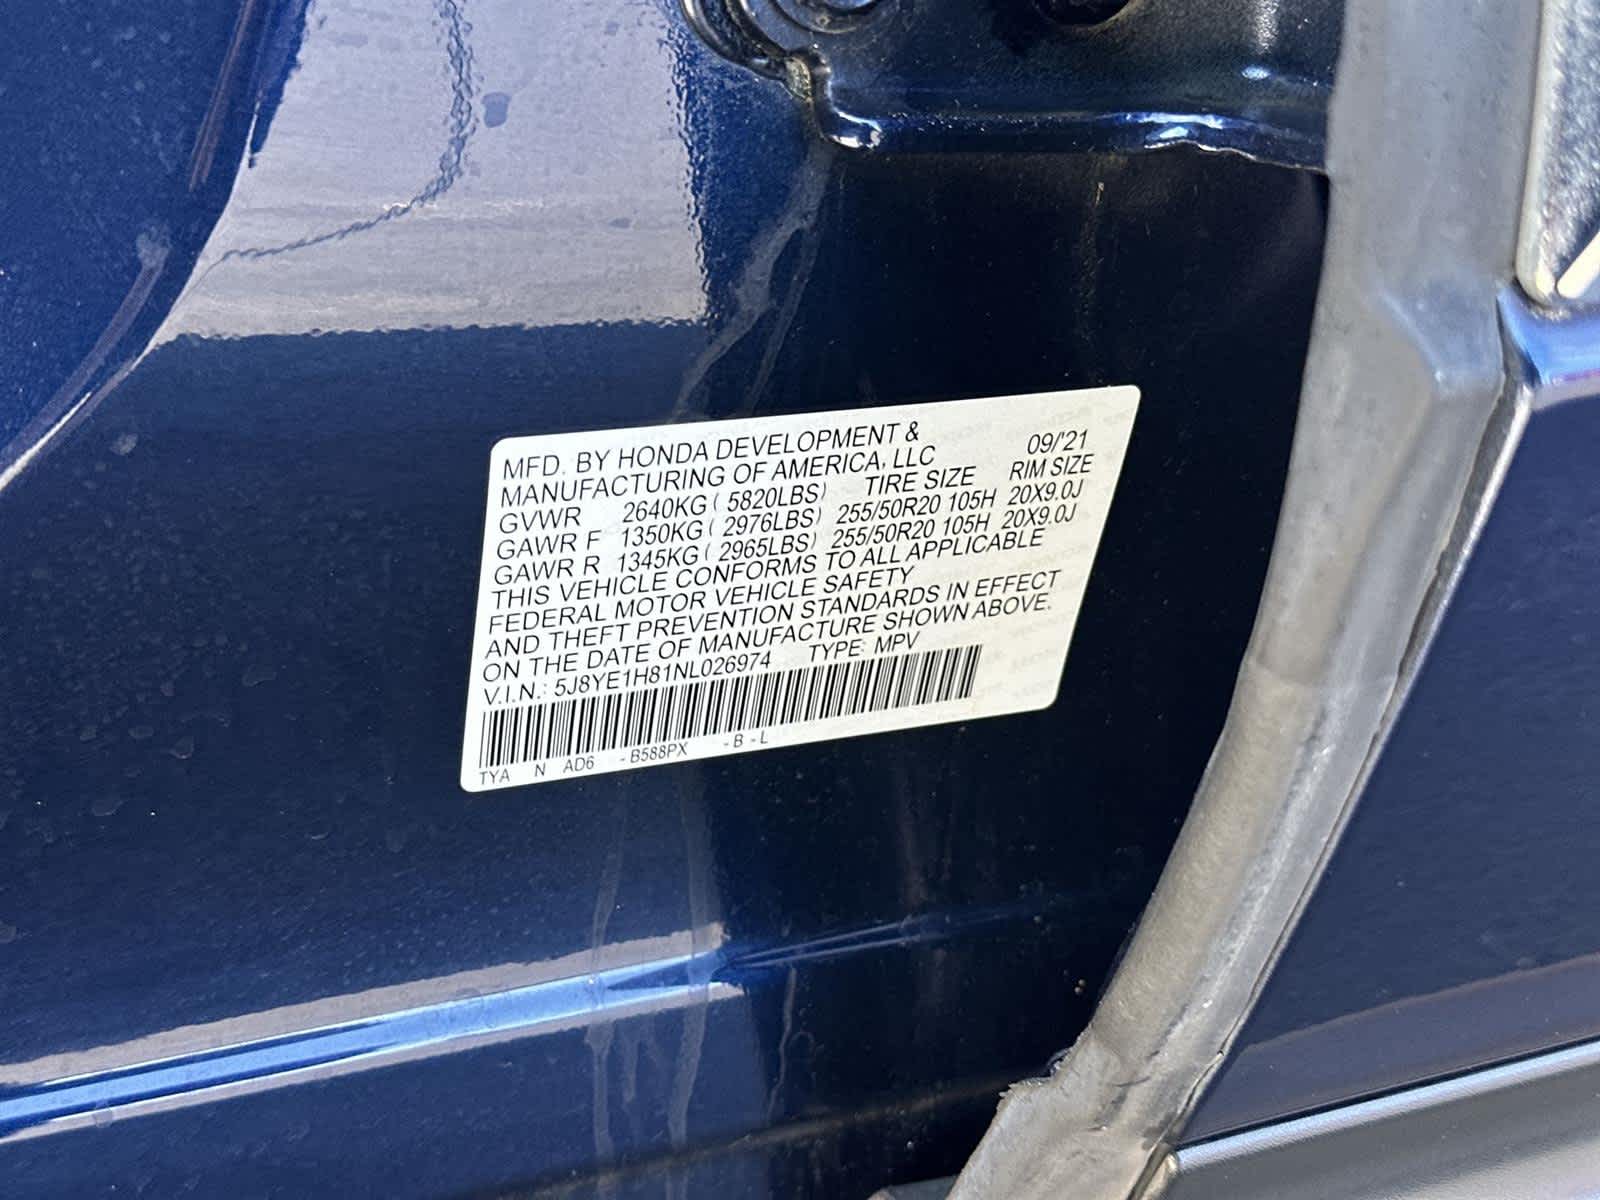 MFD. BY HONDA DEVELOPMENT & 09/'21
MANUFACTURING OF AMERICA, LLC RIM SIZE
GVWR 2640KG ( 5820LBS) TIRE SIZE
GAWR F 1350KG ( 2976LBS) 255/50R20 105H 20X9.0J
GAWR R 1345KG ( 2965LBS) 255/50R20 105H 20X9.0J
THIS VEHICLE CONFORMS TO ALL APPLICABLE
FEDERAL MOTOR VEHICLE SAFETY
AND THEFT PREVENTION STANDARDS IN EFFECT
ON THE DATE OF MANUFACTURE SHOWN ABOVE.
V.I.N.: 5J8YE1H81NL026974 TYPE: MPV
TYA N AD6 - B588PX - B - L